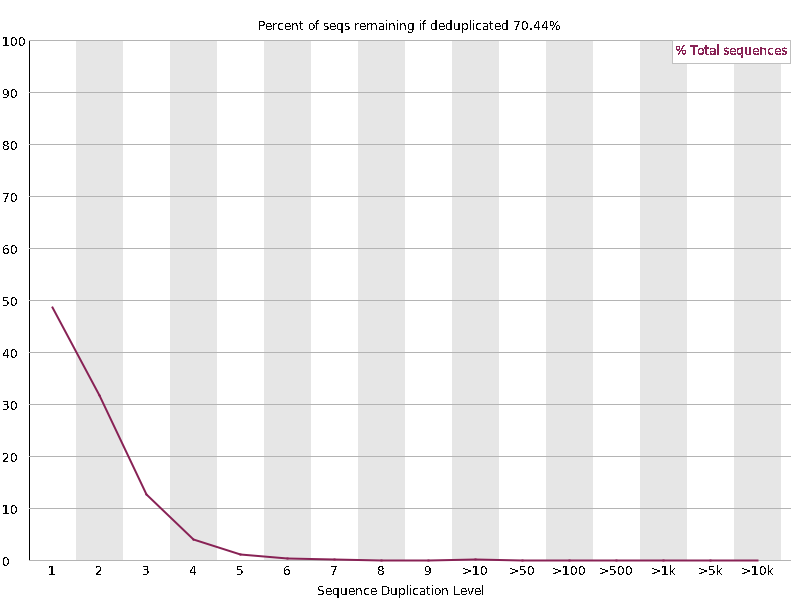 Percent of seqs remaining if deduplicated 70.44%
% Total sequences
100
90
80
70
60
50
40
30
20
10
0
1 2 3 4 5 6 7 8 9 >10 >50 >100 >500 >1k >5k >10k
Sequence Duplication Level